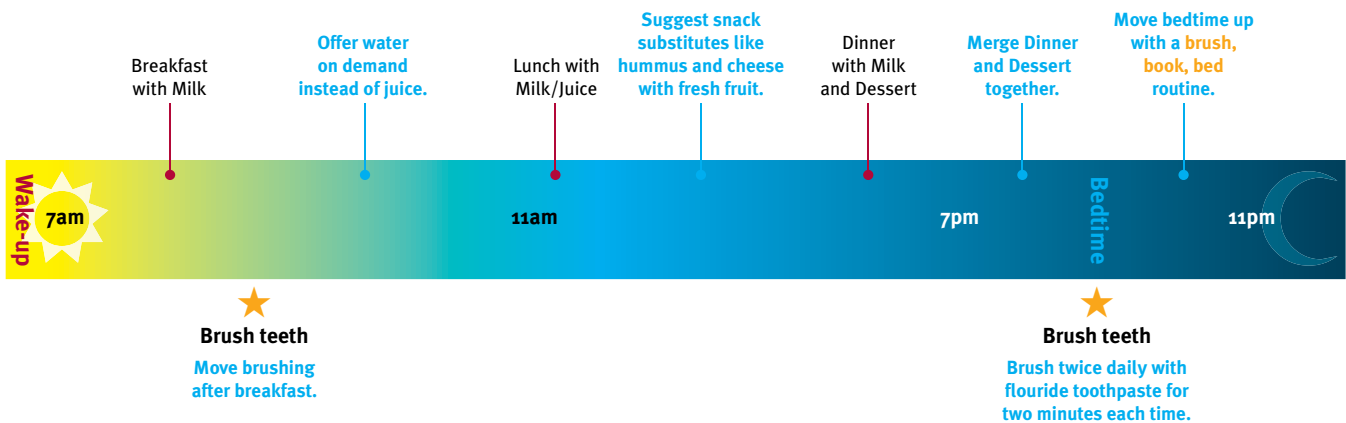 Breakfast
with Milk
Offer water
on demand
instead of juice.
Lunch with
Milk/Juice
Suggest snack
substitutes like
hummus and cheese
with fresh fruit.
Dinner
with Milk
and Dessert
Merge Dinner
and Dessert
together.
Move bedtime up
with a brush,
book, bed
routine.
Wake-up
7am
11am
7pm
Bedtime
11pm
Brush teeth
Move brushing
after breakfast.
Brush teeth
Brush twice daily with
flouride toothpaste for
two minutes each time.